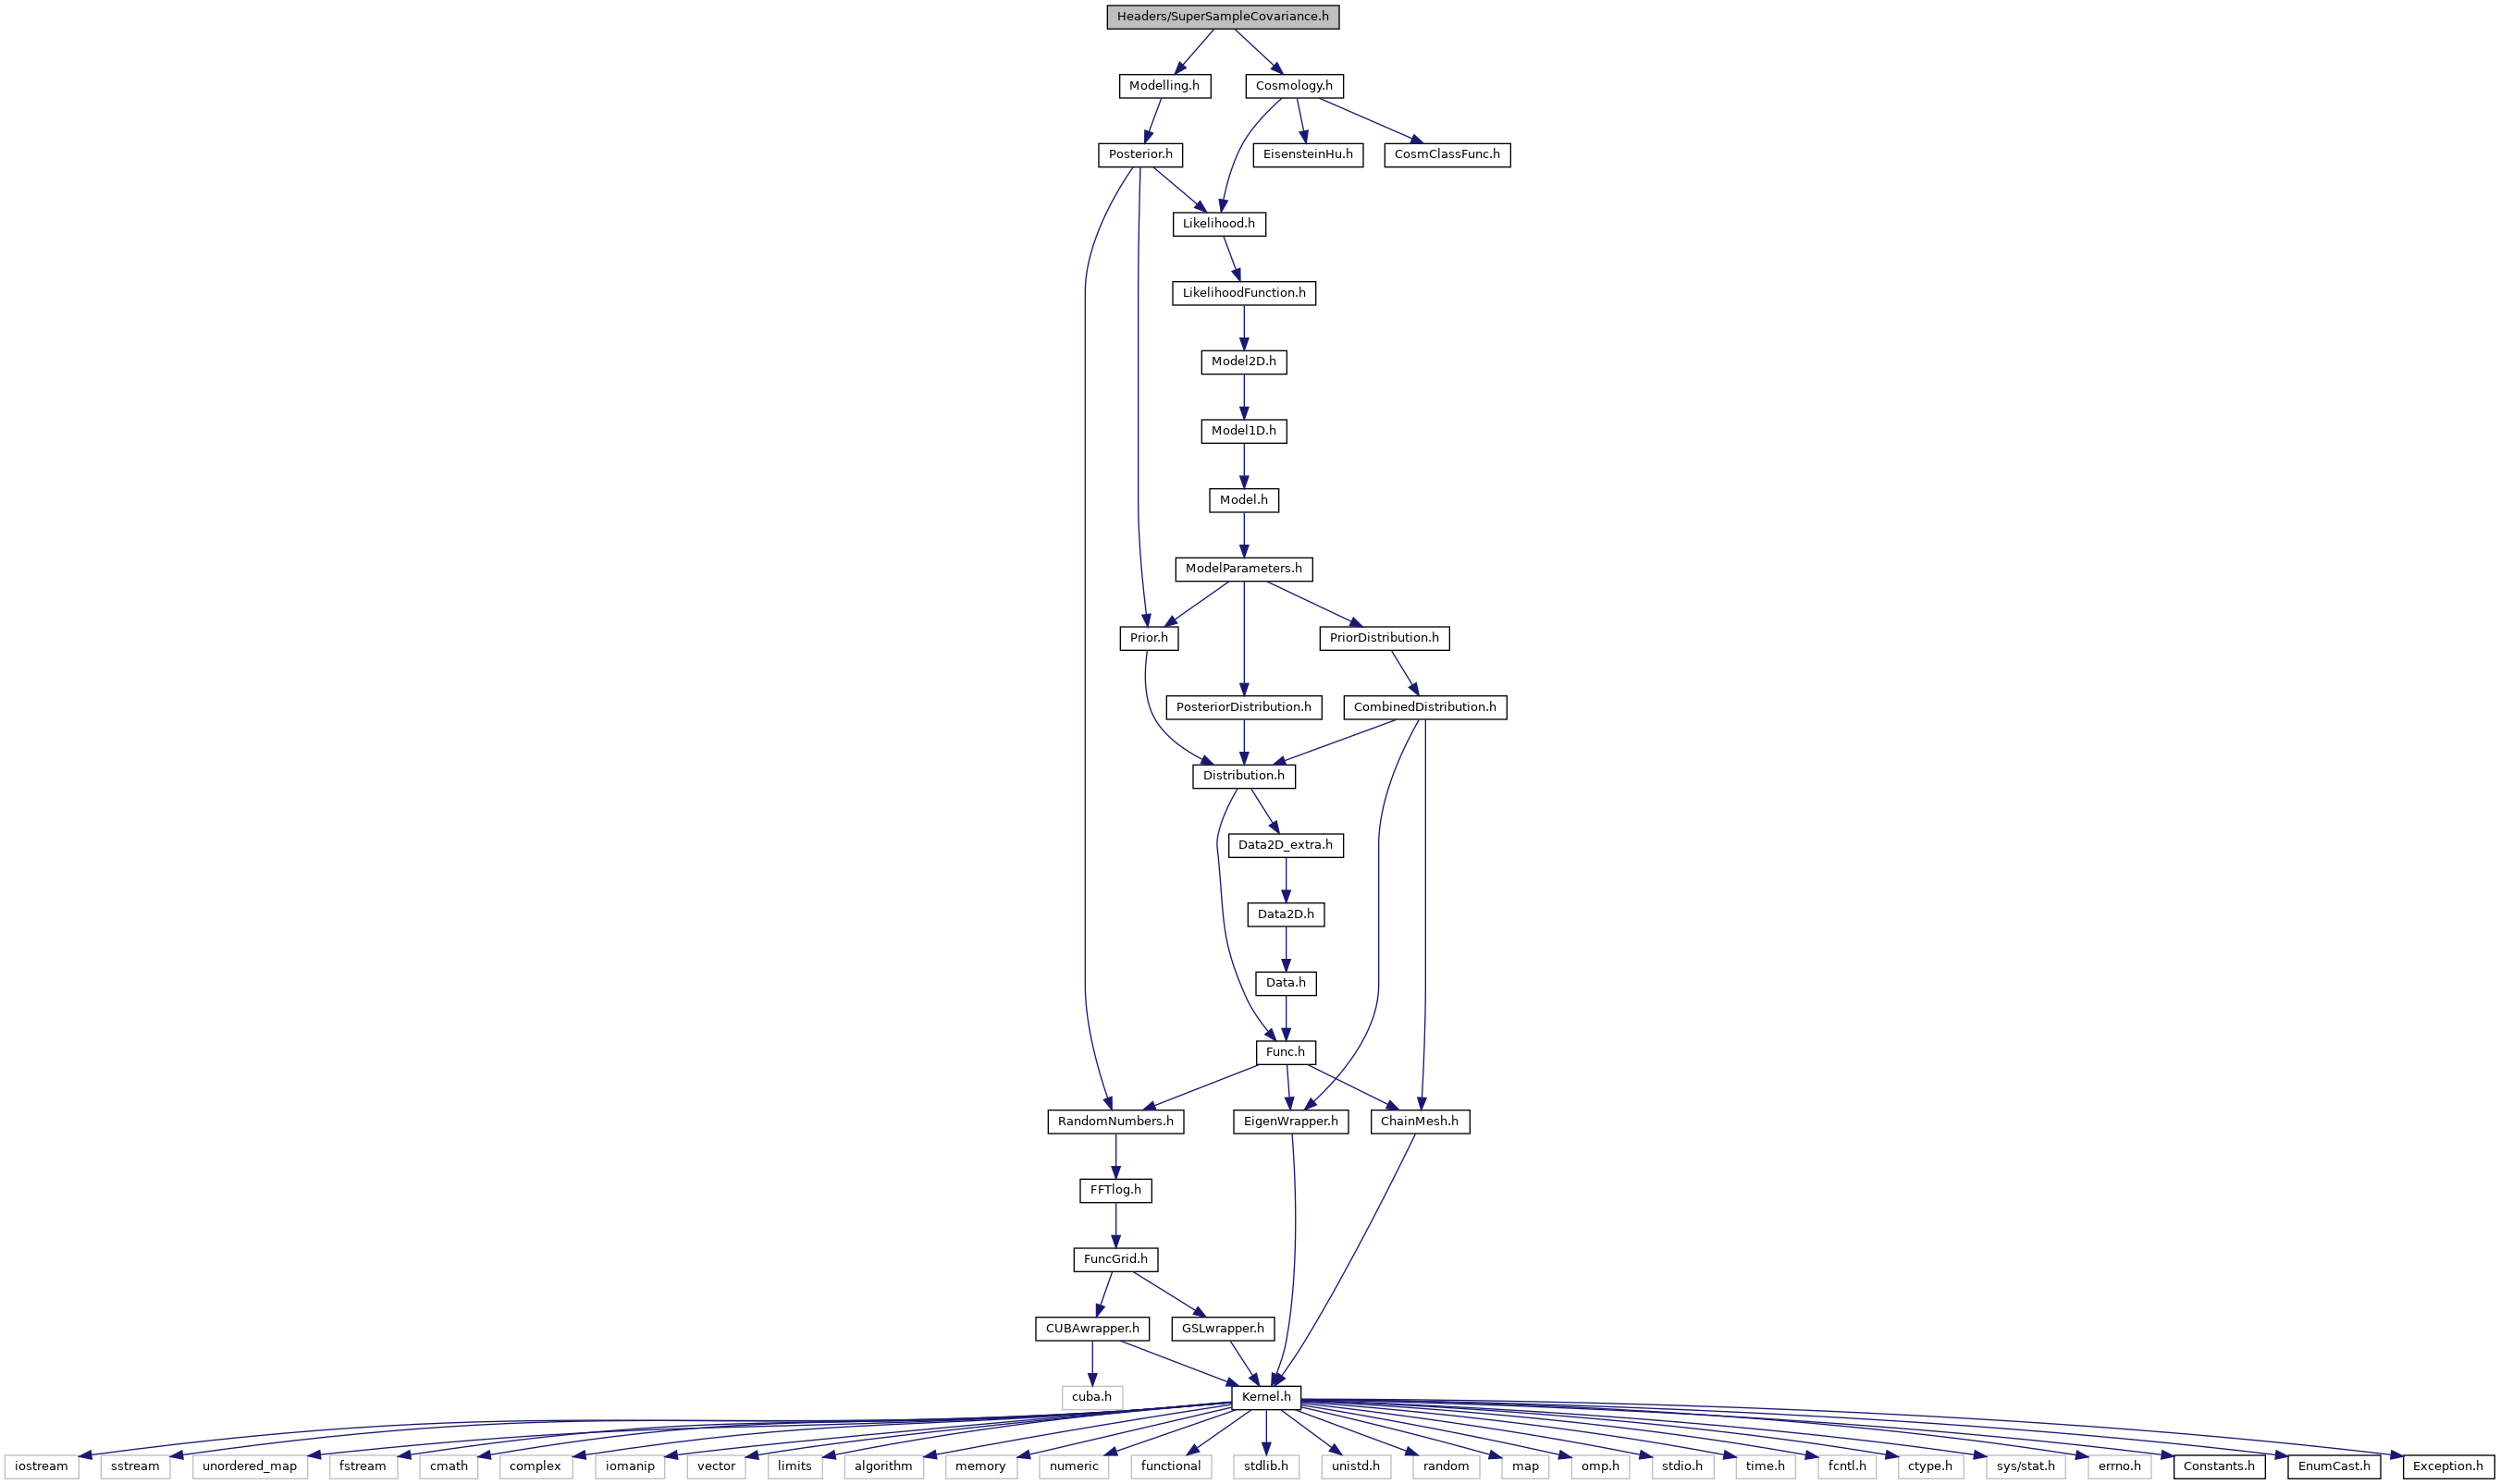 Headers/SuperSampleCovariance.h
Modelling.h
Cosmology.h
Posterior.h
EisensteinHu.h
CosmClassFunc.h
Likelihood.h
LikelihoodFunction.h
Model2D.h
Model1D.h
Model.h
ModelParameters.h
Prior.h
PriorDistribution.h
PosteriorDistribution.h
CombinedDistribution.h
Distribution.h
Data2D_extra.h
Data2D.h
Data.h
Func.h
RandomNumbers.h
EigenWrapper.h
ChainMesh.h
FFTlog.h
FuncGrid.h
CUBAwrapper.h
GSLwrapper.h
cuba.h
Kernel.h
iostream
sstream
unordered_map
fstream
cmath
complex
iomanip
vector
limits
algorithm
memory
numeric
functional
stdlib.h
unistd.h
random
map
omp.h
stdio.h
time.h
fcntl.h
ctype.h
sys/stat.h
errno.h
Constants.h
EnumCast.h
Exception.h